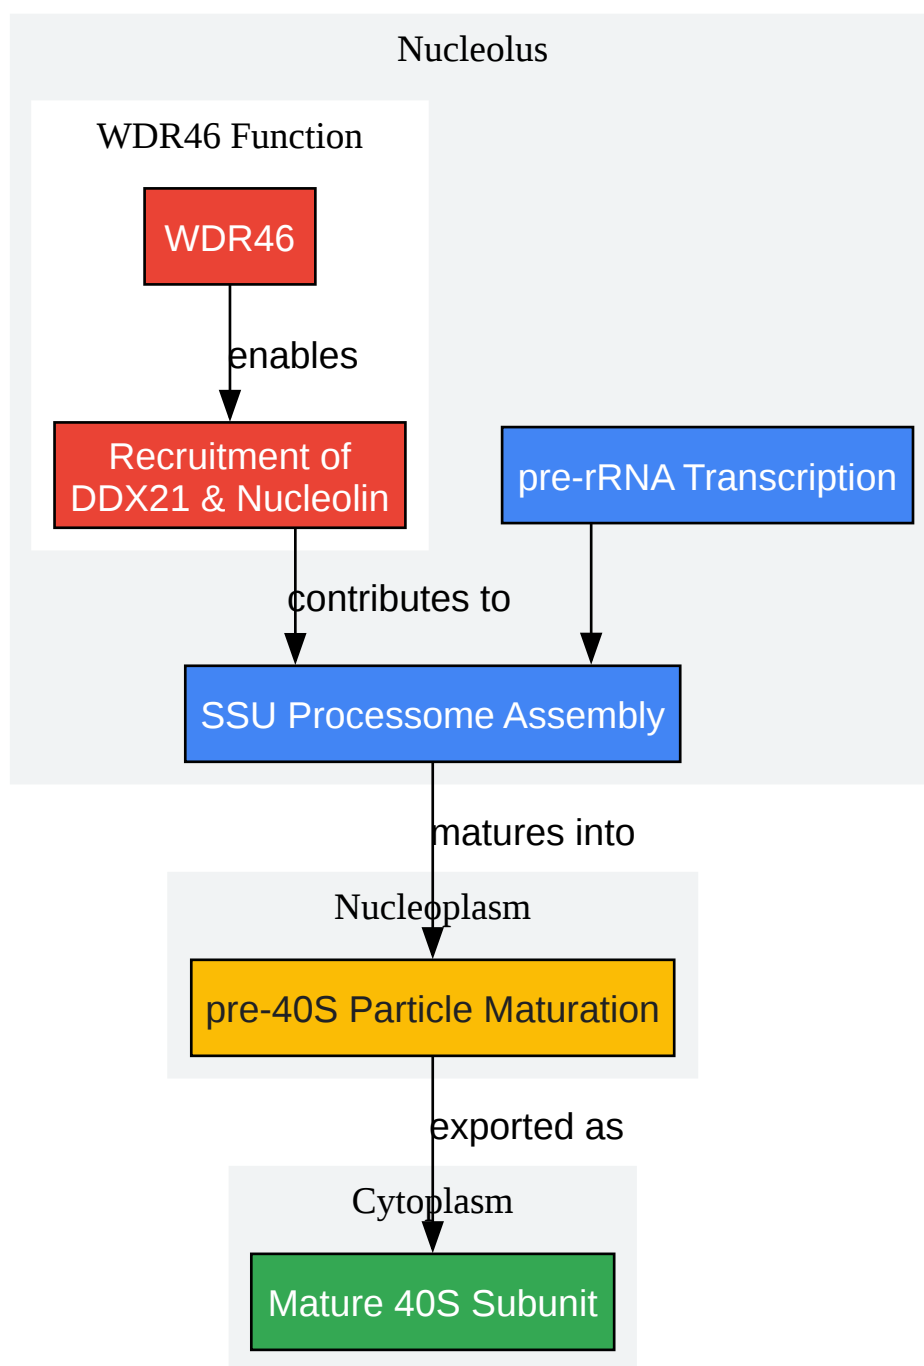 Nucleolus
WDR46 Function
WDR46
enables
Recruitment of
DDX21 & Nucleolin
pre-rRNA Transcription
contributes to
SSU Processome Assembly
matures into
Nucleoplasm
pre-40S Particle Maturation
exported as
Cytoplasm
Mature 40S Subunit